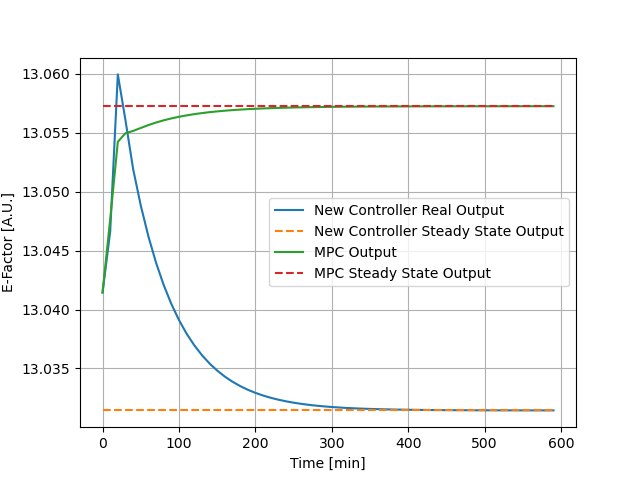 13.060
13.055
13.050
13.045
13.040
13.035
E-Factor [A.U.]
New Controller Real Output
New Controller Steady State Output
MPC Output
MPC Steady State Output
0 100 200 300 400 500 600
Time [min]